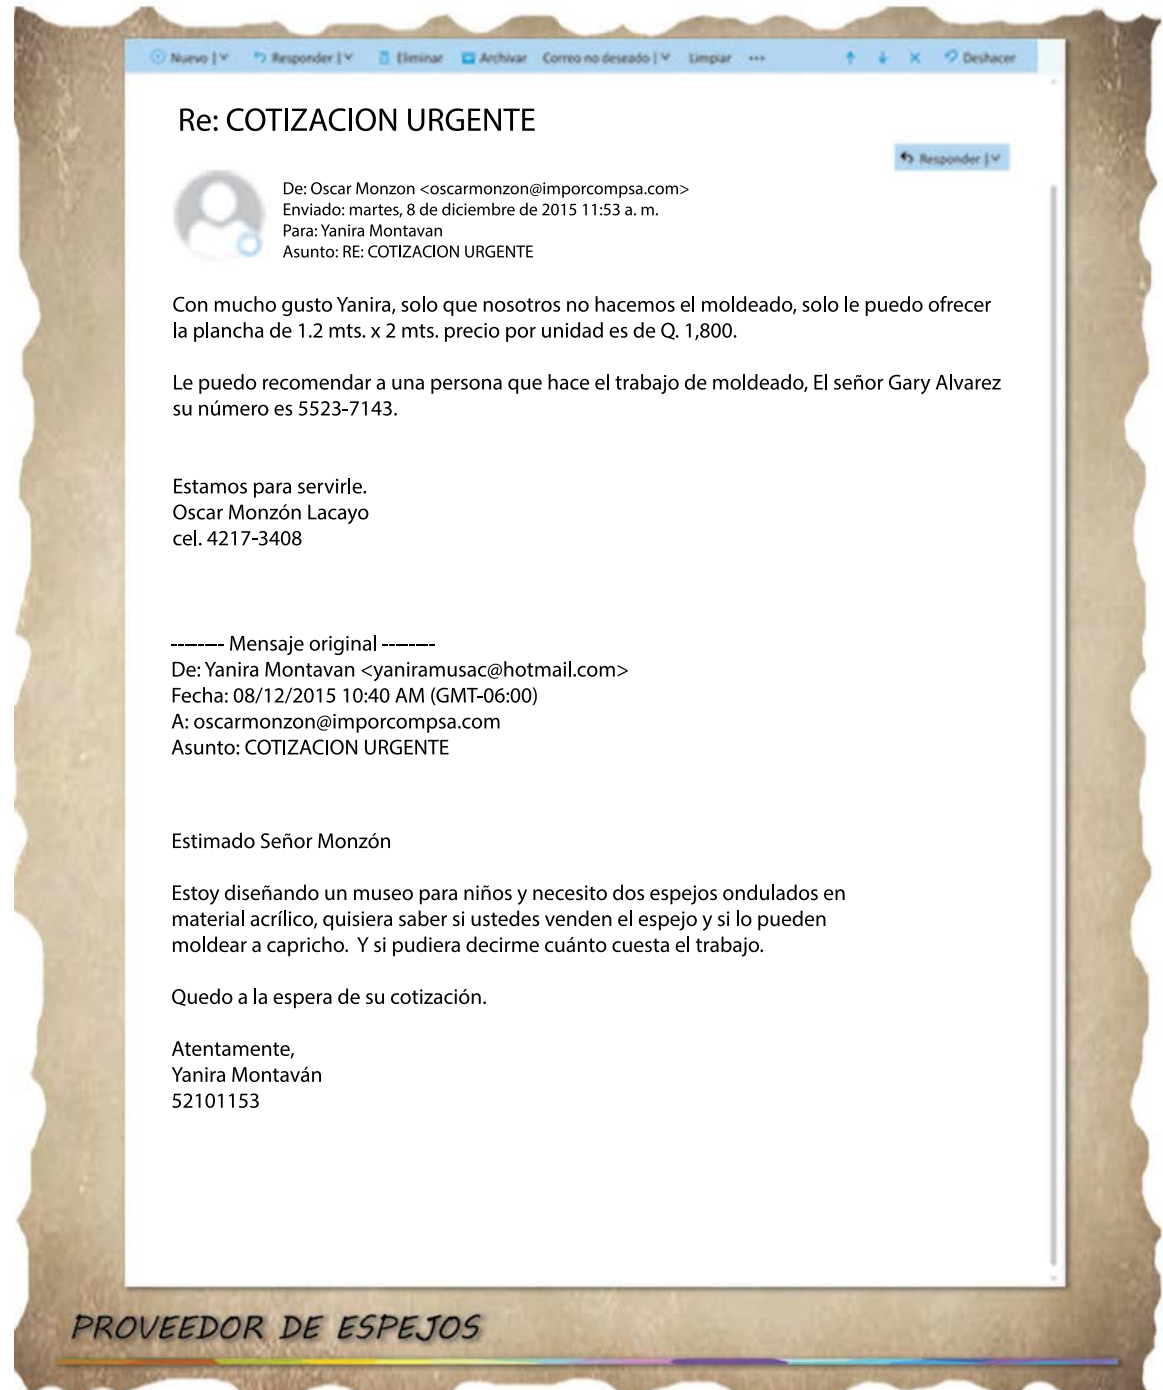 Nuevo | Responder | Eliminar Archivar Correo no deseado | Limpiar ••• Deshacer
Re: COTIZACION URGENTE
Responder |
De: Oscar Monzon <oscarmonzon@imporcompsa.com>
Enviado: martes, 8 de diciembre de 2015 11:53 a. m.
Para: Yanira Montavan
Asunto: RE: COTIZACION URGENTE
Con mucho gusto Yanira, solo que nosotros no hacemos el moldeado, solo le puedo ofrecer
la plancha de 1.2 mts. x 2 mts. precio por unidad es de Q. 1,800.
Le puedo recomendar a una persona que hace el trabajo de moldeado, El señor Gary Alvarez
su número es 5523-7143.
Estamos para servirle.
Oscar Monzón Lacayo
cel. 4217-3408
-------- Mensaje original --------
De: Yanira Montavan <yaniramusac@hotmail.com>
Fecha: 08/12/2015 10:40 AM (GMT-06:00)
A: oscarmonzon@imporcompsa.com
Asunto: COTIZACION URGENTE
Estimado Señor Monzón
Estoy diseñando un museo para niños y necesito dos espejos ondulados en
material acrílico, quisiera saber si ustedes venden el espejo y si lo pueden
moldear a capricho.  Y si pudiera decirme cuánto cuesta el trabajo.
Quedo a la espera de su cotización.
Atentamente,
Yanira Montaván
52101153
PROVEEDOR DE ESPEJOS